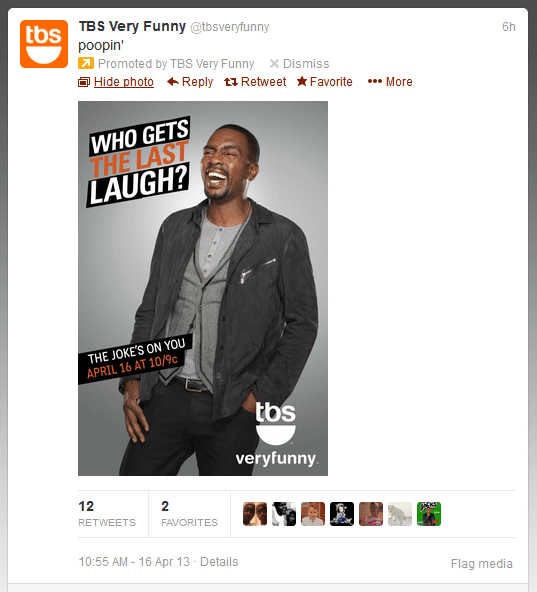 tbs
TBS Very Funny @tbsveryfunny 6h
poopin'
Promoted by TBS Very Funny Dismiss
Hide photo Reply Retweet Favorite More
WHO GETS
THE LAST
LAUGH?
THE JOKE'S ON YOU
APRIL 16 AT 10/9c
tbs
veryfunny
12 2
RETWEETS FAVORITES
10:55 AM - 16 Apr 13 · Details Flag media